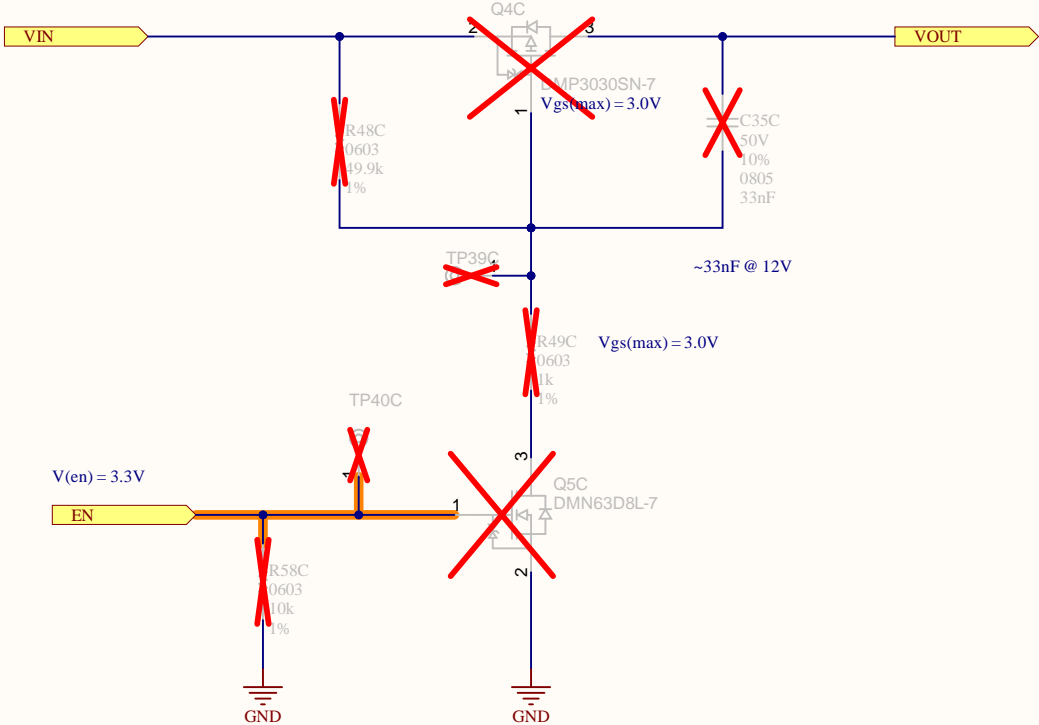 Q4C
VIN
2
3
VOUT
DMP3030SN-7
Vgs(max) = 3.0V
1
R48C
0603
49.9k
1%
C35C
50V
10%
0805
33nF
TP39C
1
~33nF @ 12V
R49C
0603
1k
1%
Vgs(max) = 3.0V
TP40C
1
V(en) = 3.3V
EN
3
1
Q5C
DMN63D8L-7
2
R58C
0603
10k
1%
GND
GND